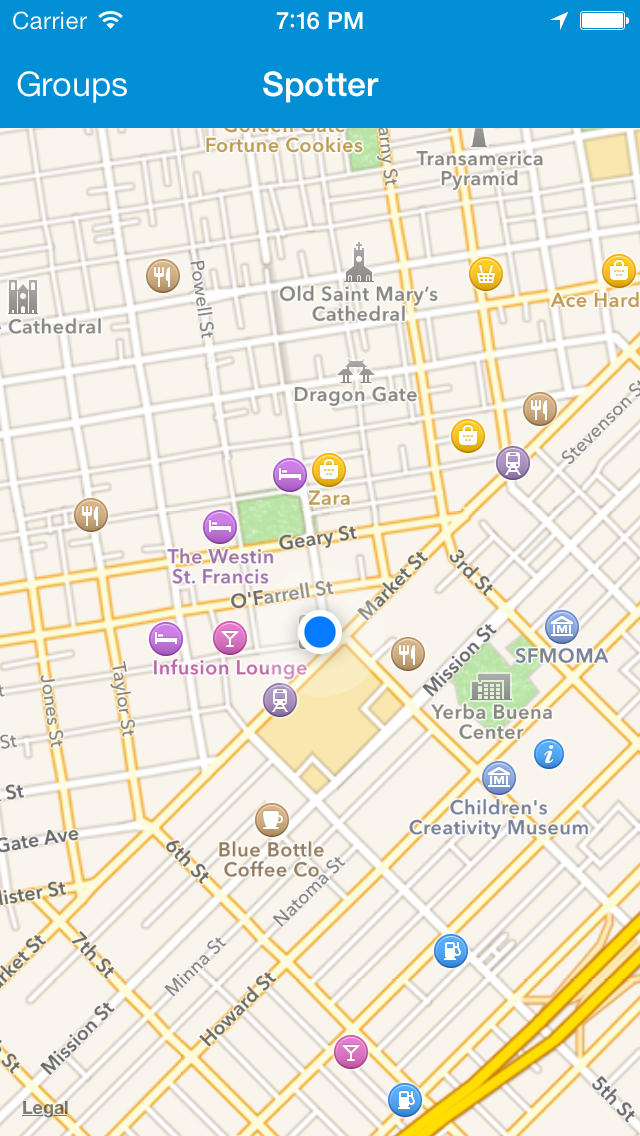 Carrier 7:16 PM
Groups Spotter
Golden Gate
Fortune Cookies
arny St
Transamerica
Pyramid
Powell St
Old Saint Mary's
Cathedral
Ace Hard
Cathedral
Dragon Gate
Stevenson S
Zara
Geary St
The Westin
St. Francis
O'Farrell St
Market St
3rd St
Mission St
SFMOMA
Infusion Lounge
Jones St
Taylor St
Yerba Buena
Center
St
St
Children's
Creativity Museum
Gate Ave
Blue Bottle
Coffee Co
6th St
Natoma St
lister St
rket St
7th St
Minna St
Howard St
Mission St
St
5th St
Legal